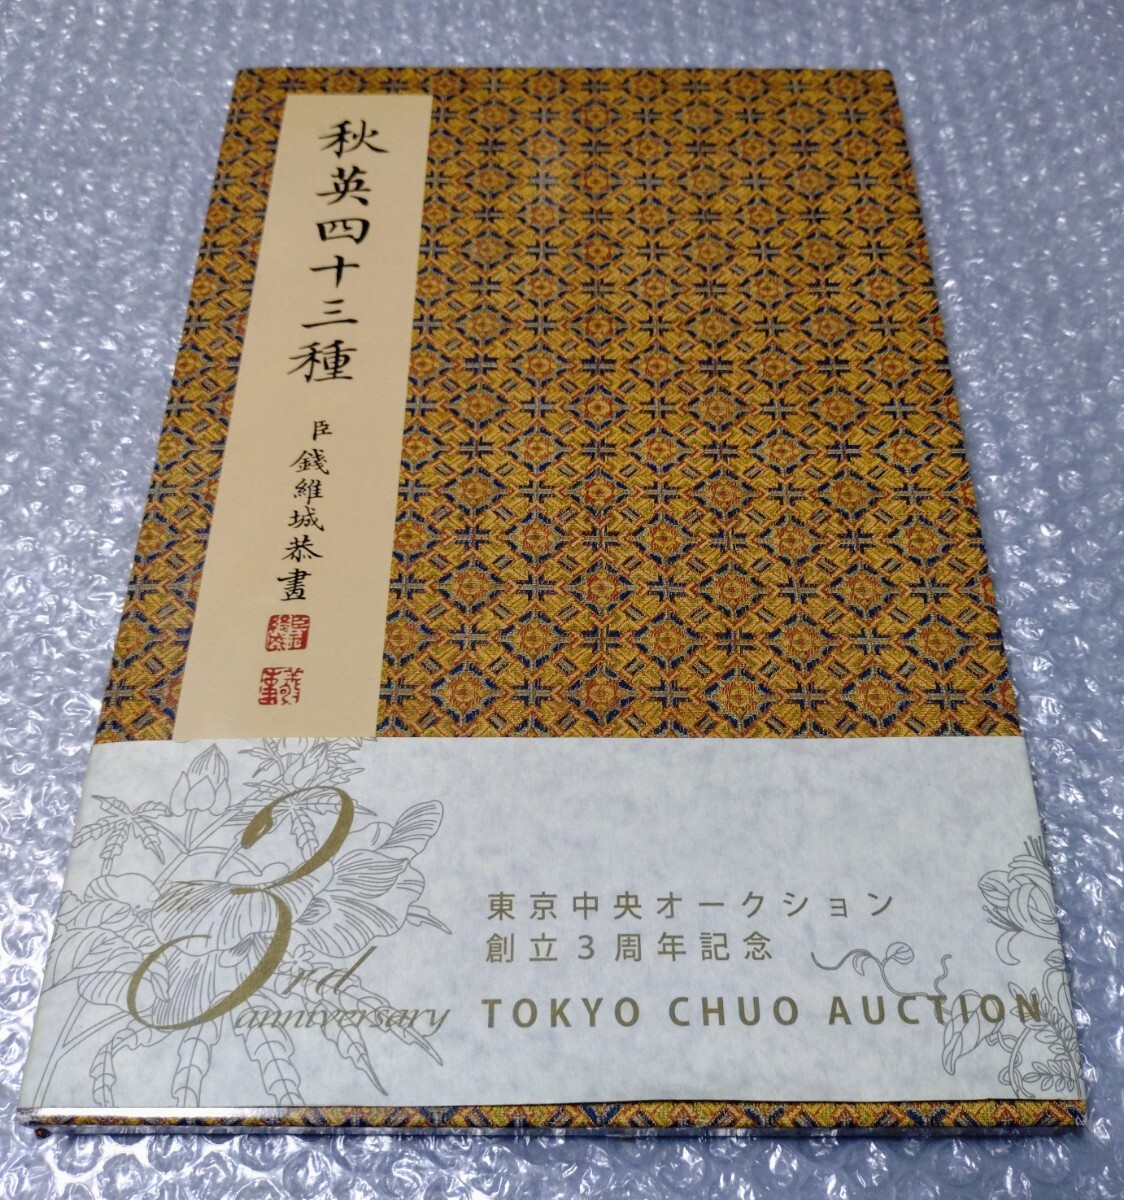 秋英四十三種
臣錢維城恭畫
3rd
anniversary
東京中央オークション
創立3周年記念
TOKYO CHUO AUCTION